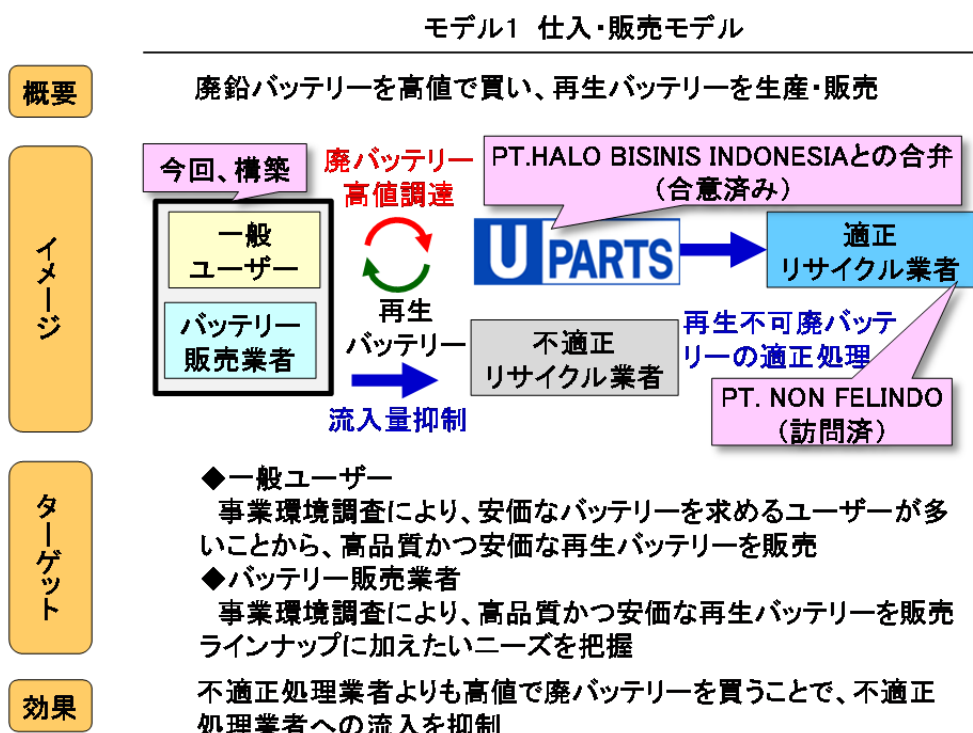 モデル1 仕入・販売モデル
概要
廃鉛バッテリーを高値で買い、再生バッテリーを生産・販売
イメージ
今回、構築
廃バッテリー
高値調達
PT.HALO BISINIS INDONESIAとの合弁
（合意済み）
一般
ユーザー
U PARTS
適正
リサイクル業者
バッテリー
販売業者
再生
バッテリー
不適正
リサイクル業者
再生不可廃バッテ
リーの適正処理
流入量抑制
PT. NON FELINDO
（訪問済）
ターゲット
◆一般ユーザー
事業環境調査により、安価なバッテリーを求めるユーザーが多
いことから、高品質かつ安価な再生バッテリーを販売
◆バッテリー販売業者
事業環境調査により、高品質かつ安価な再生バッテリーを販売
ラインナップに加えたいニーズを把握
効果
不適正処理業者よりも高値で廃バッテリーを買うことで、不適正
処理業者への流入を抑制